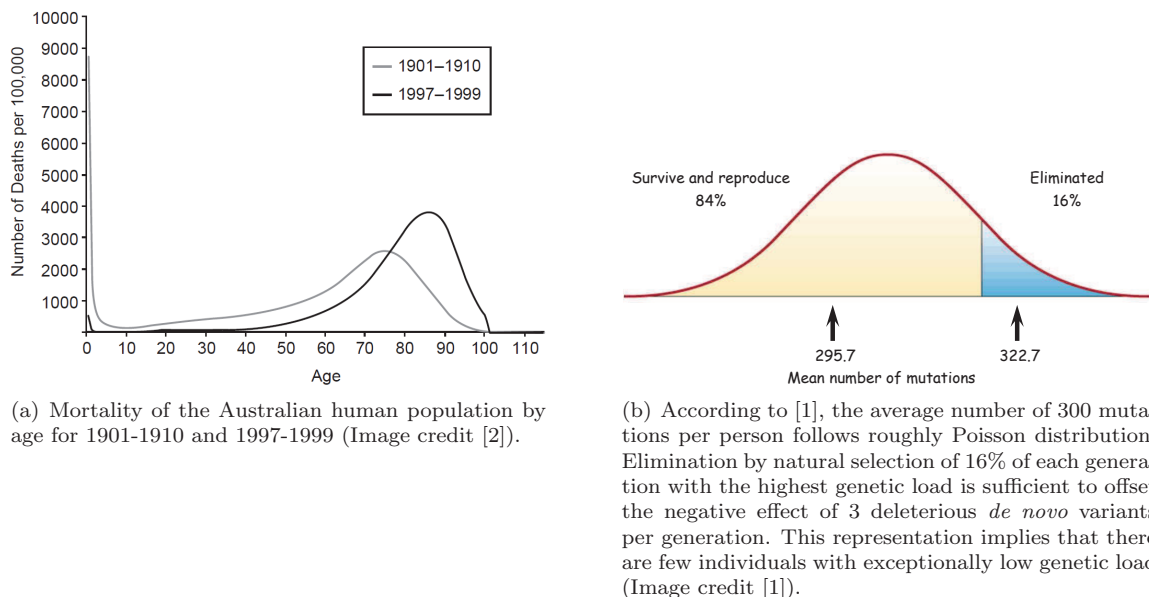 Number of Deaths per 100,000
10000
9000
8000
7000
6000
5000
4000
3000
2000
1000
0 10 20 30 40 50 60 70 80 90 100 110
Age
1901–1910
1997–1999
(a) Mortality of the Australian human population by
age for 1901-1910 and 1997-1999 (Image credit [2]).
Survive and reproduce
84%
Eliminated
16%
295.7
322.7
Mean number of mutations
(b) According to [1], the average number of 300 muta
tions per person follows roughly Poisson distribution
Elimination by natural selection of 16% of each genera
tion with the highest genetic load is sufficient to offse
the negative effect of 3 deleterious de novo variants
per generation. This representation implies that there
are few individuals with exceptionally low genetic load
(Image credit [1]).